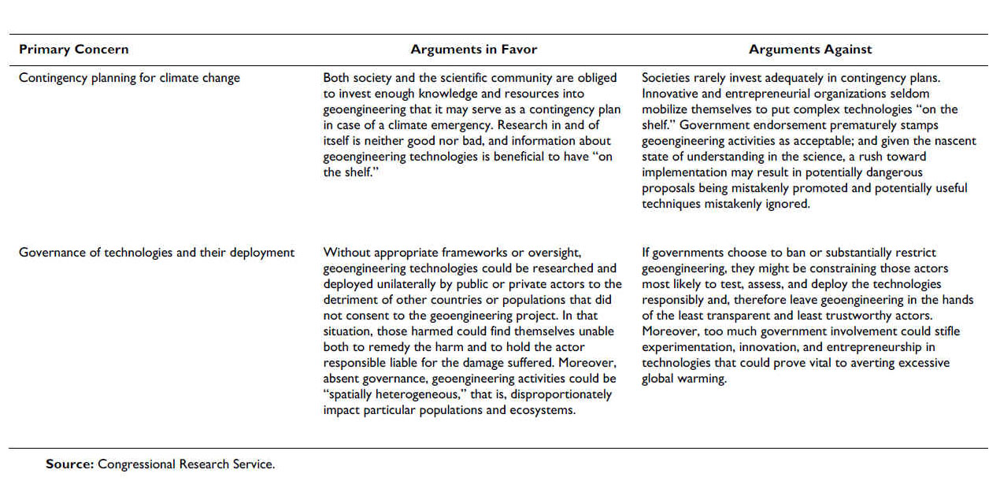 Primary Concern Arguments in Favor Arguments Against
Contingency planning for climate change
Both society and the scientific community are obliged
to invest enough knowledge and resources into
geoengineering that it may serve as a contingency plan
in case of a climate emergency. Research in and of
itself is neither good nor bad, and information about
geoengineering technologies is beneficial to have “on
the shelf.”
Societies rarely invest adequately in contingency plans.
Innovative and entrepreneurial organizations seldom
mobilize themselves to put complex technologies “on the
shelf.” Government endorsement prematurely stamps
geoengineering activities as acceptable; and given the nascent
state of understanding in the science, a rush toward
implementation may result in potentially dangerous
proposals being mistakenly promoted and potentially useful
techniques mistakenly ignored.
Governance of technologies and their deployment
Without appropriate frameworks or oversight,
geoengineering technologies could be researched and
deployed unilaterally by public or private actors to the
detriment of other countries or populations that did
not consent to the geoengineering project. In that
situation, those harmed could find themselves unable
both to remedy the harm and to hold the actor
responsible liable for the damage suffered. Moreover,
absent governance, geoengineering activities could be
“spatially heterogeneous,” that is, disproportionately
impact particular populations and ecosystems.
If governments choose to ban or substantially restrict
geoengineering, they might be constraining those actors
most likely to test, assess, and deploy the technologies
responsibly and, therefore leave geoengineering in the hands
of the least transparent and least trustworthy actors.
Moreover, too much government involvement could stifle
experimentation, innovation, and entrepreneurship in
technologies that could prove vital to averting excessive
global warming.
Source: Congressional Research Service.